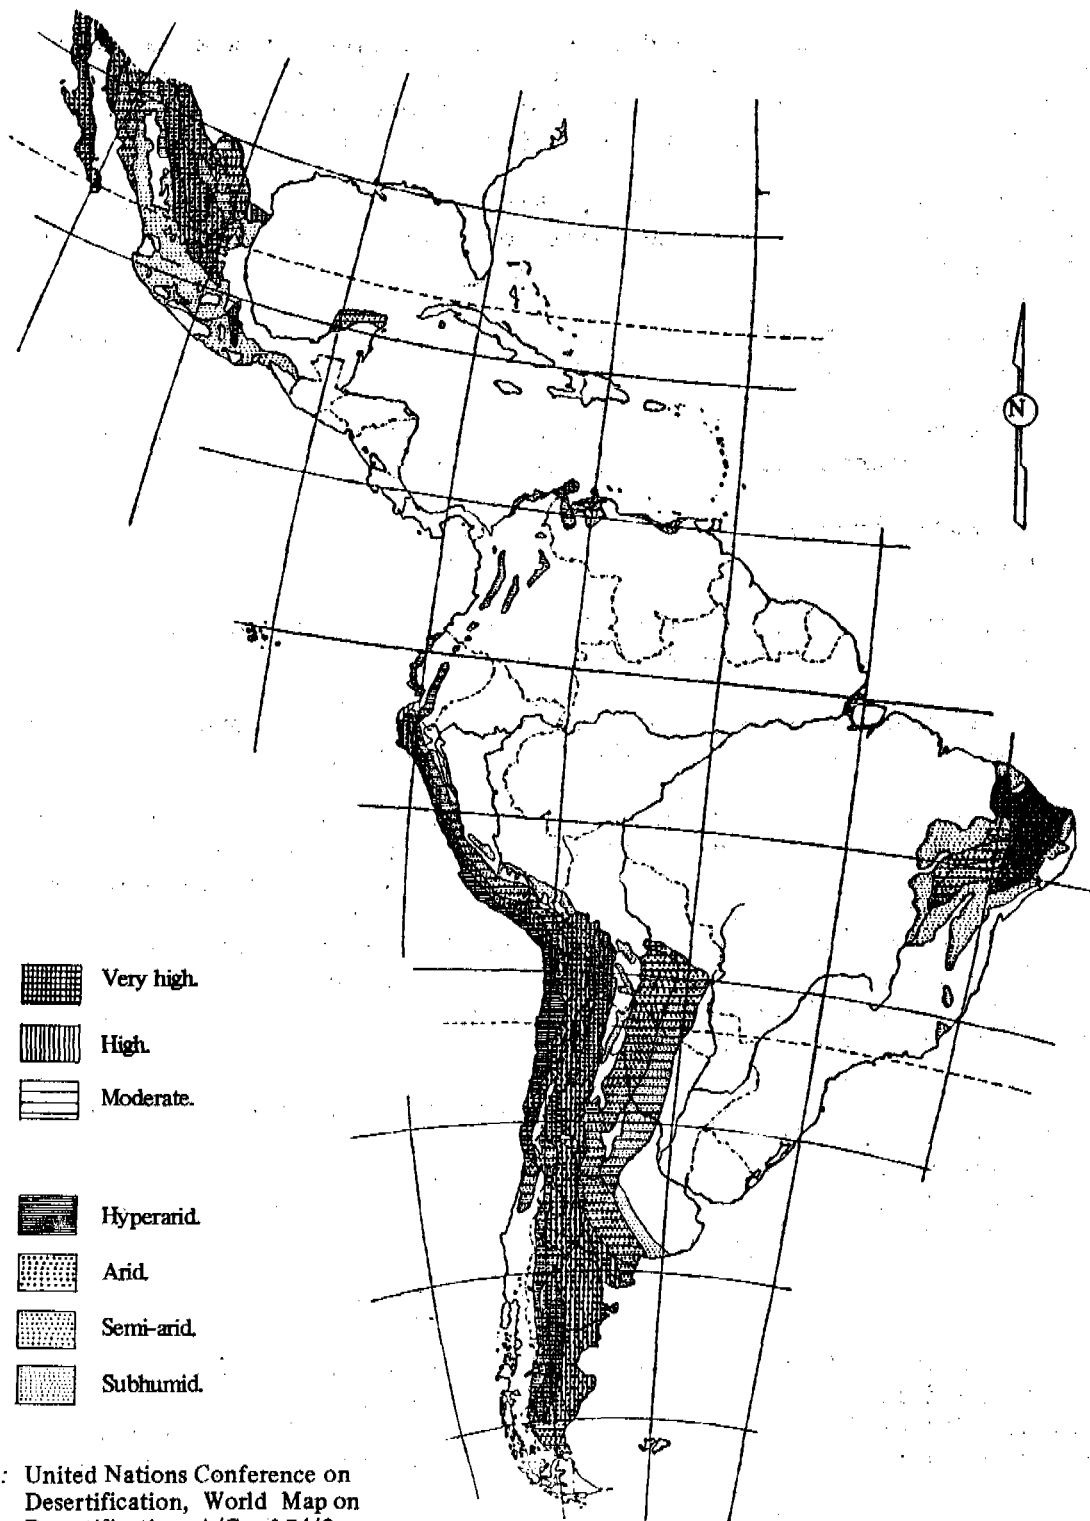 N
Very high.
High.
Moderate.
Hyperarid.
Arid.
Semi-arid.
Subhumid.
: United Nations Conference on
Desertification, World Map on